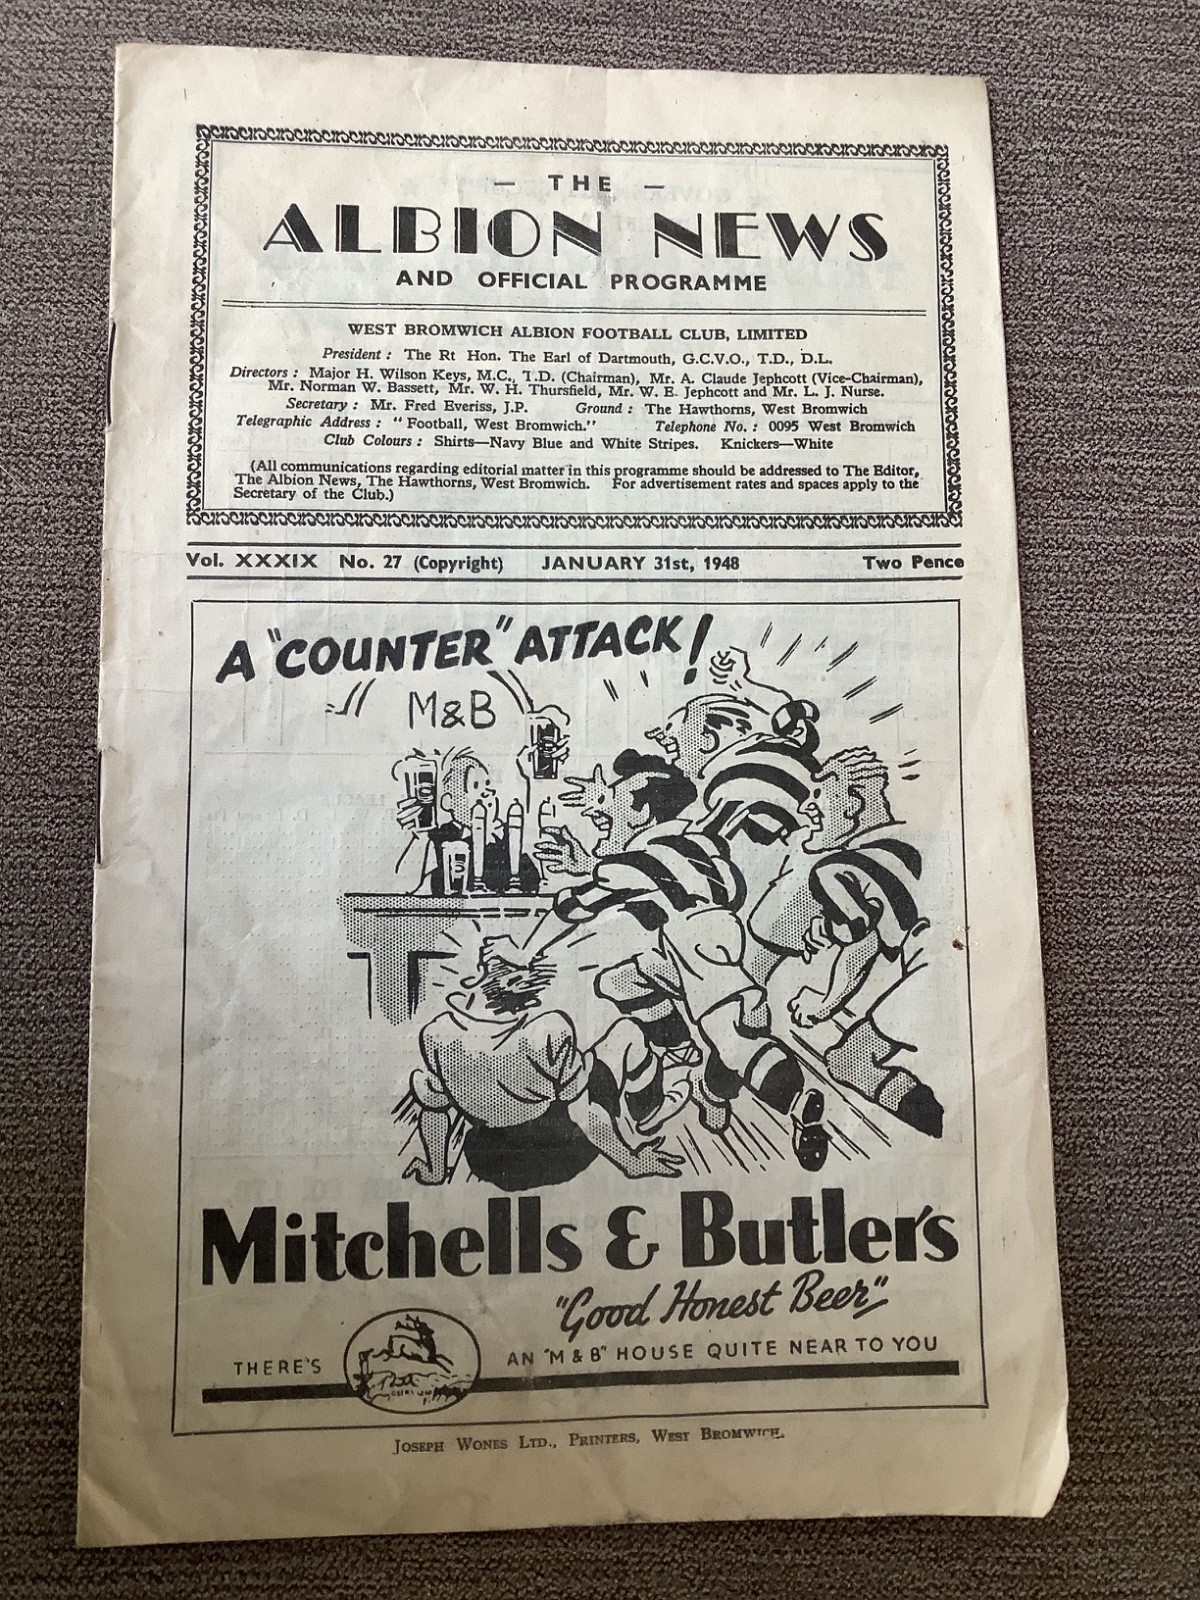 — THE —
ALBION NEWS
AND OFFICIAL PROGRAMME
WEST BROMWICH ALBION FOOTBALL CLUB, LIMITED
President : The Rt Hon. The Earl of Dartmouth, G.C.V.O., T.D., D.L.
Directors : Major H. Wilson Keys, M.C., T.D. (Chairman), Mr. A. Claude Jephcott (Vice-Chairman),
Mr. Norman W. Bassett, Mr. W. H. Thursfield, Mr. W. E. Jephcott and Mr. L. J. Nurse.
Secretary : Mr. Fred Everiss, J.P. Ground : The Hawthorns, West Bromwich
Telegraphic Address : "Football, West Bromwich." Telephone No. : 0095 West Bromwich
Club Colours : Shirts—Navy Blue and White Stripes. Knickers—White
(All communications regarding editorial matter in this programme should be addressed to The Editor,
The Albion News, The Hawthorns, West Bromwich. For advertisement rates and spaces apply to the
Secretary of the Club.)
Vol. XXXIX No. 27 (Copyright) JANUARY 31st, 1948 Two Pence
A "COUNTER" ATTACK!
M&B
Mitchells & Butlers
"Good Honest Beer"
THERE'S AN "M & B" HOUSE QUITE NEAR TO YOU
JOSEPH WONES LTD., PRINTERS, WEST BROMWICH.